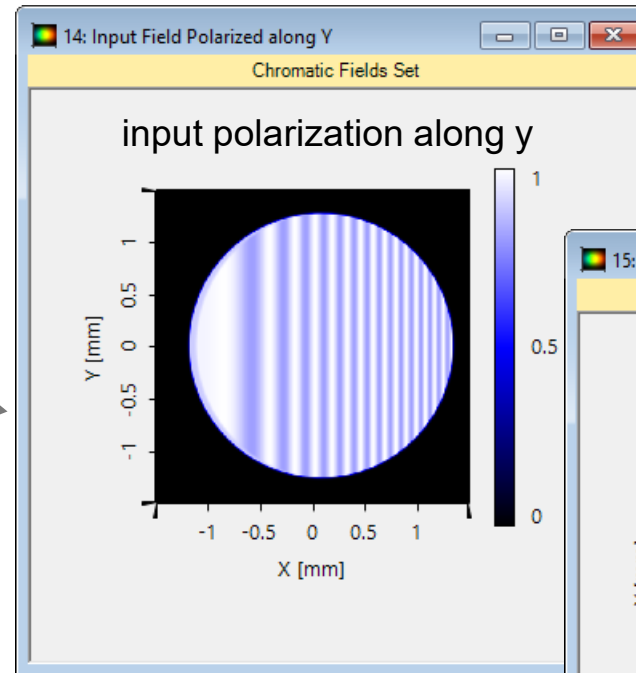 14: Input Field Polarized along Y
Chromatic Fields Set
input polarization along y
1
0.5
0
Y [mm]
1
0.5
0
-0.5
-1
-1 -0.5 0 0.5 1
X [mm]
15: